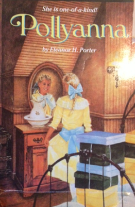 She is one-of-a-kind!
Pollyanna
by Eleanor H. Porter